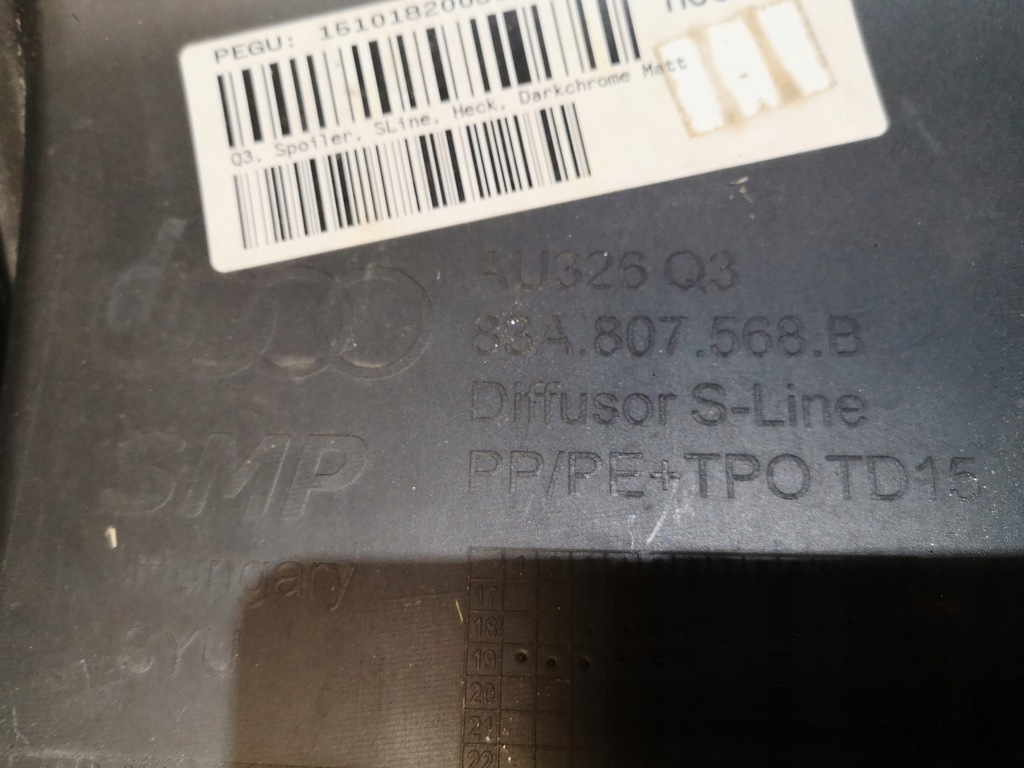 PEGU:
Q3, Spoiler, SLine, Heck, Darkchrome Matt
AU326 Q3
83A.807.568.B
Diffusor S-Line
PP/PE+TPO TD15
SMP
Hungary
1
17
18
19
20
21
22